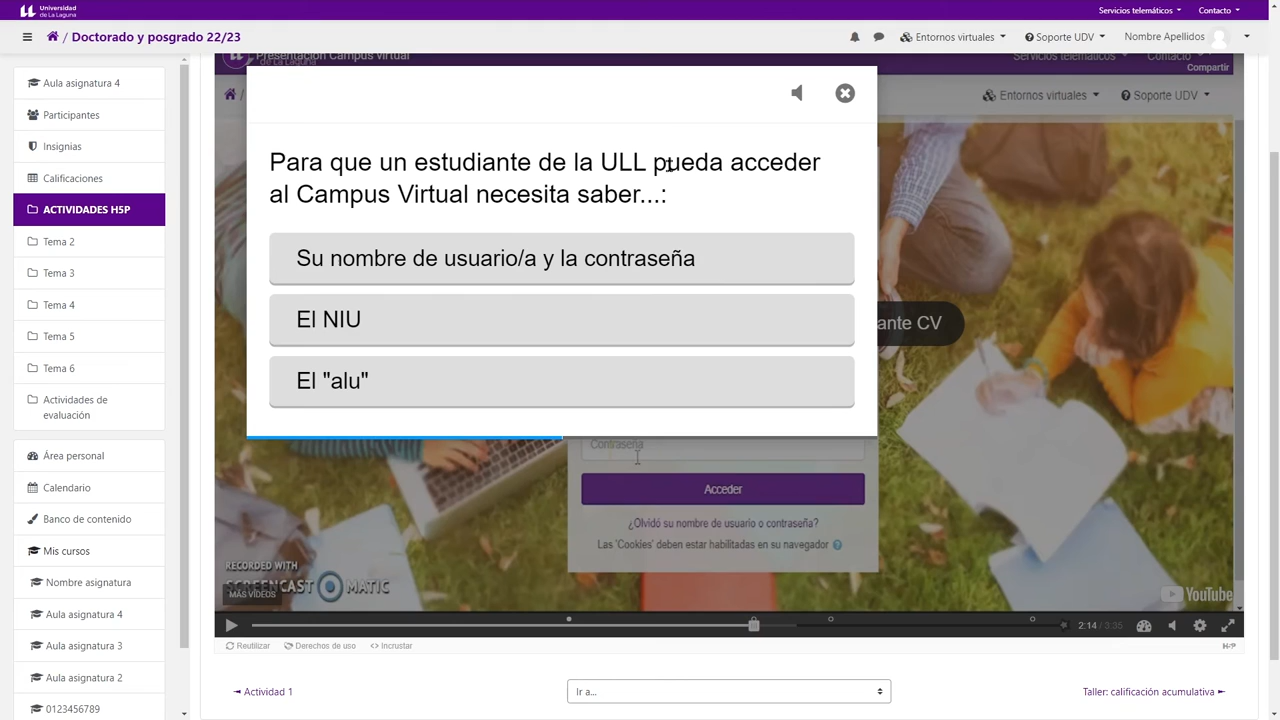 Universidad
de La Laguna
Servicios telemáticos
Contacto
/ Doctorado y posgrado 22/23
Entornos virtuales
Soporte UDV
Nombre Apellidos
Aula asignatura 4
Participantes
Insignias
Calificaciones
ACTIVIDADES H5P
Tema 2
Tema 3
Tema 4
Tema 5
Tema 6
Actividades de
evaluación
Área personal
Calendario
Banco de contenido
Mis cursos
Nombre asignatura
Aula asignatura 4
Aula asignatura 3
Aula asignatura 2
0123456789
Presentación Campus Virtual
de La Laguna
Servicios telemáticos
Contacto
Compartir
/
Entornos virtuales
Soporte UDV
Para que un estudiante de la ULL pueda acceder
al Campus Virtual necesita saber...:
Su nombre de usuario/a y la contraseña
El NIU
El "alu"
ante CV
Contraseña
Acceder
¿Olvidó su nombre de usuario o contraseña?
Las 'Cookies' deben estar habilitadas en su navegador
RECORDED WITH
SCREENCAST MATIC
MÁS VÍDEOS
YouTube
2:14 / 3:35
Reutilizar
Derechos de uso
<> Incrustar
H-P
◄ Actividad 1
Ir a...
Taller: calificación acumulativa ►